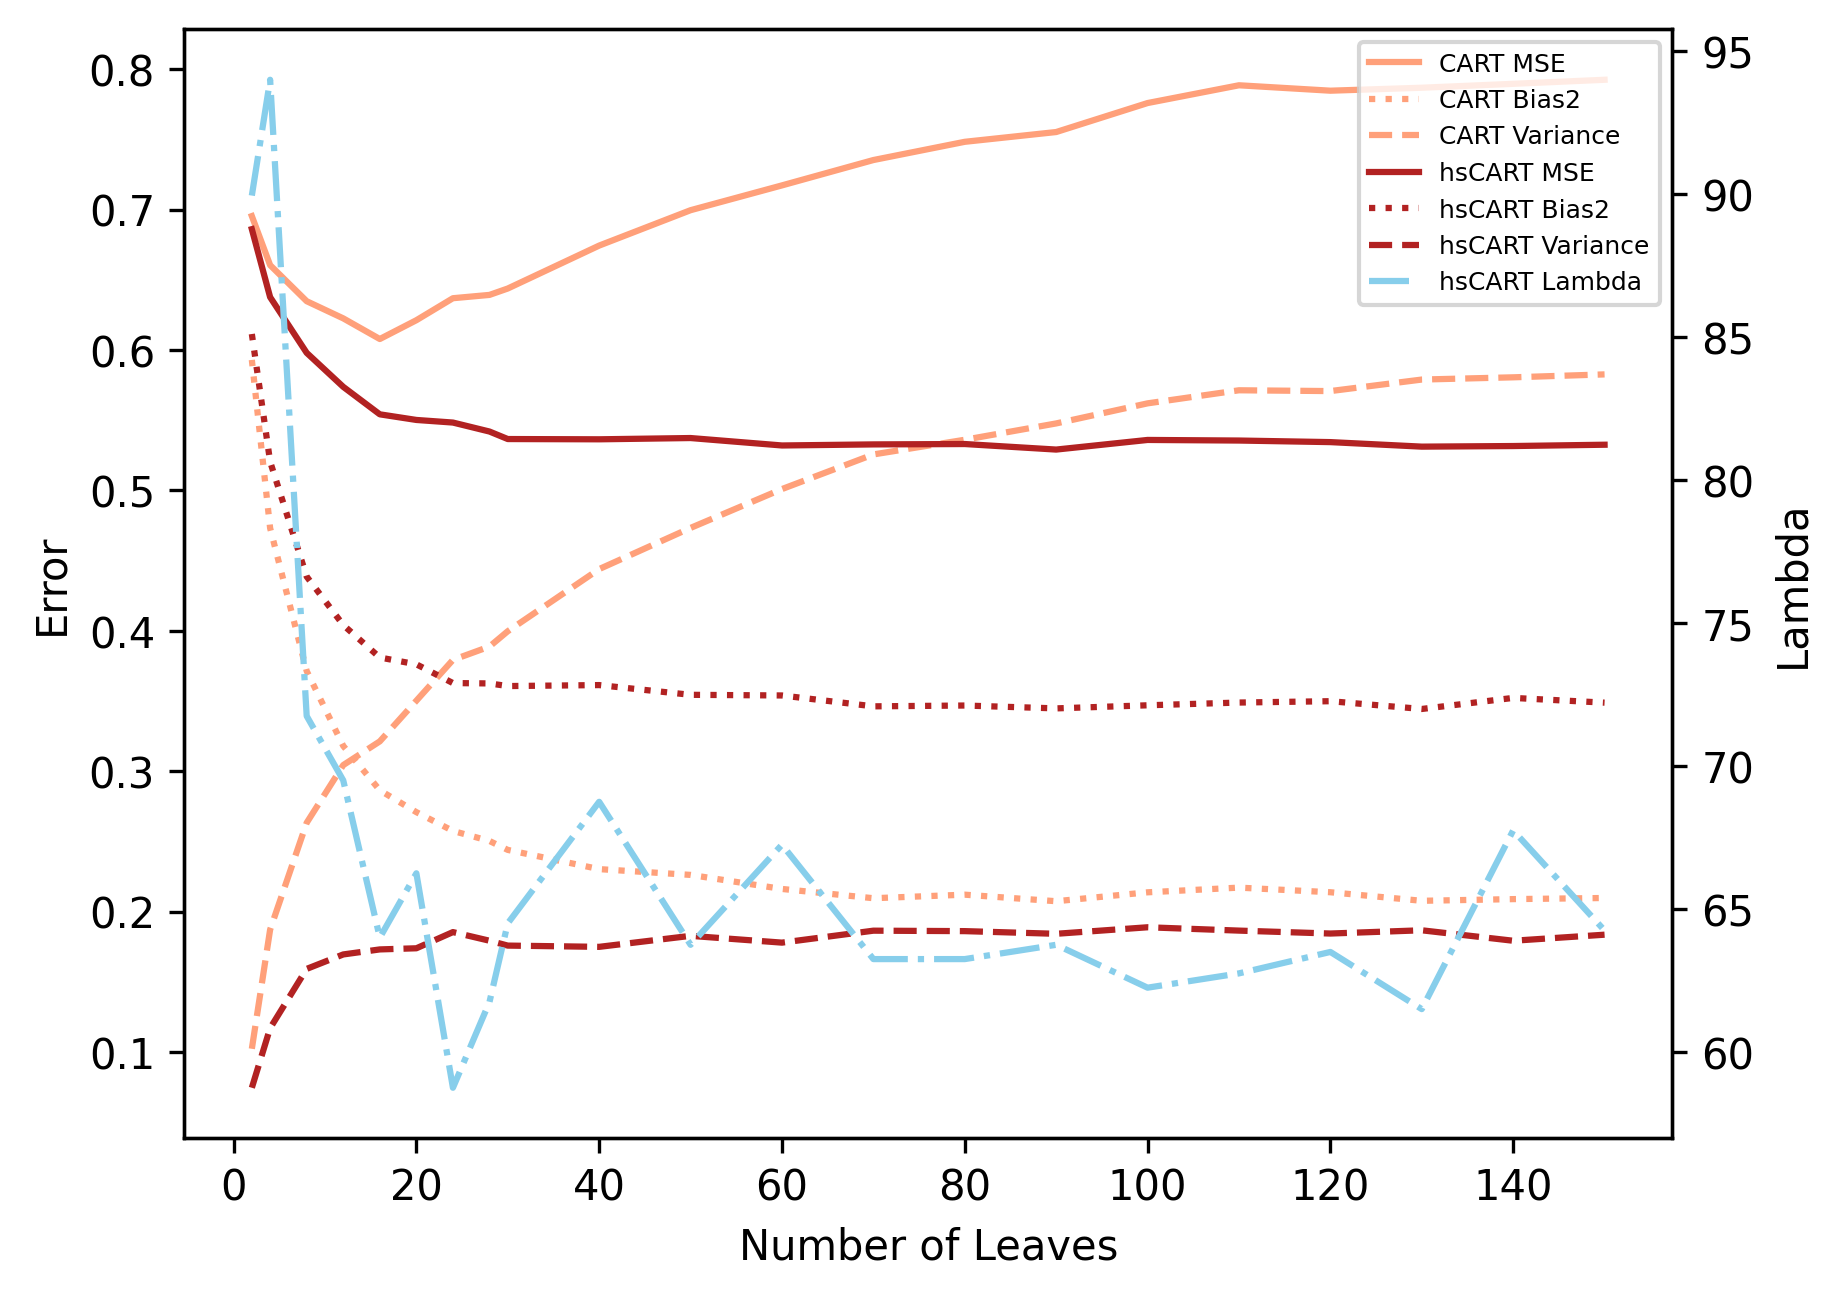 0.8
0.7
0.6
0.5
0.4
0.3
0.2
0.1
Error
0 20 40 60 80 100 120 140
Number of Leaves
95
90
85
80
75
70
65
60
Lambda
CART MSE
CART Bias2
CART Variance
hsCART MSE
hsCART Bias2
hsCART Variance
hsCART Lambda